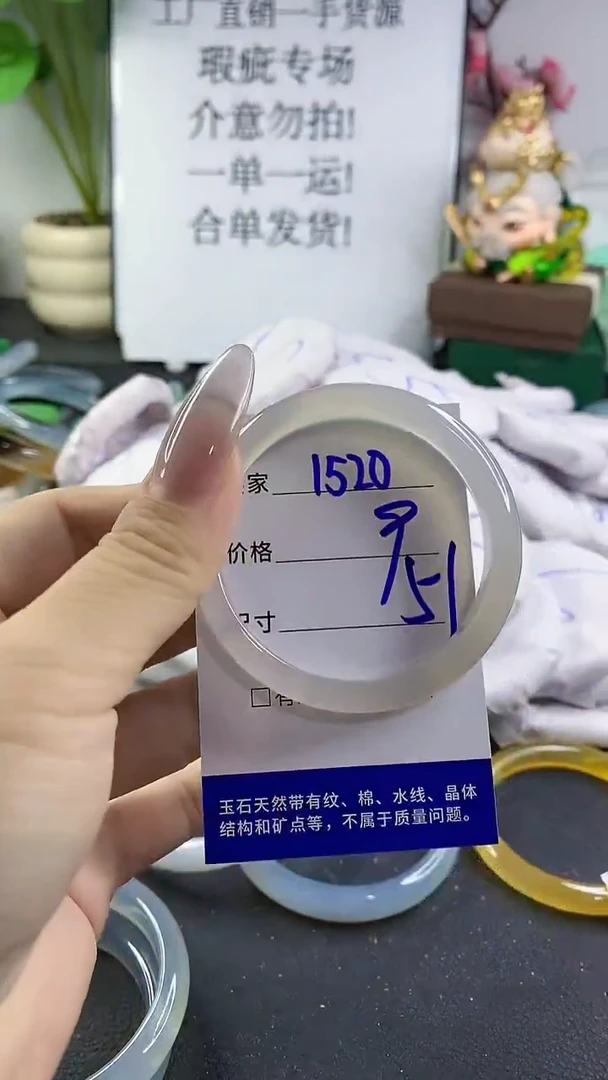 工厂直销一手货源
瑕疵专场
介意勿拍!
一单一运!
合单发货!
家 1520
价格
寸 51
玉石天然带有纹、棉、水线、晶体
结构和矿点等，不属于质量问题。